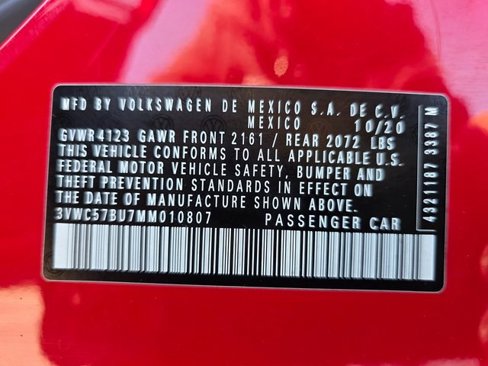 MFD BY VOLKSWAGEN DE MEXICO S.A. DE C.V.
MEXICO 10/20
GVWR 4123 GAWR FRONT 2161 / REAR 2072 LBS
THIS VEHICLE CONFORMS TO ALL APPLICABLE U.S.
FEDERAL MOTOR VEHICLE SAFETY, BUMPER AND
THEFT PREVENTION STANDARDS IN EFFECT ON
THE DATE OF MANUFACTURE SHOWN ABOVE.
3VWC57BU7MM010807 PASSENGER CAR
4321187 3387 M